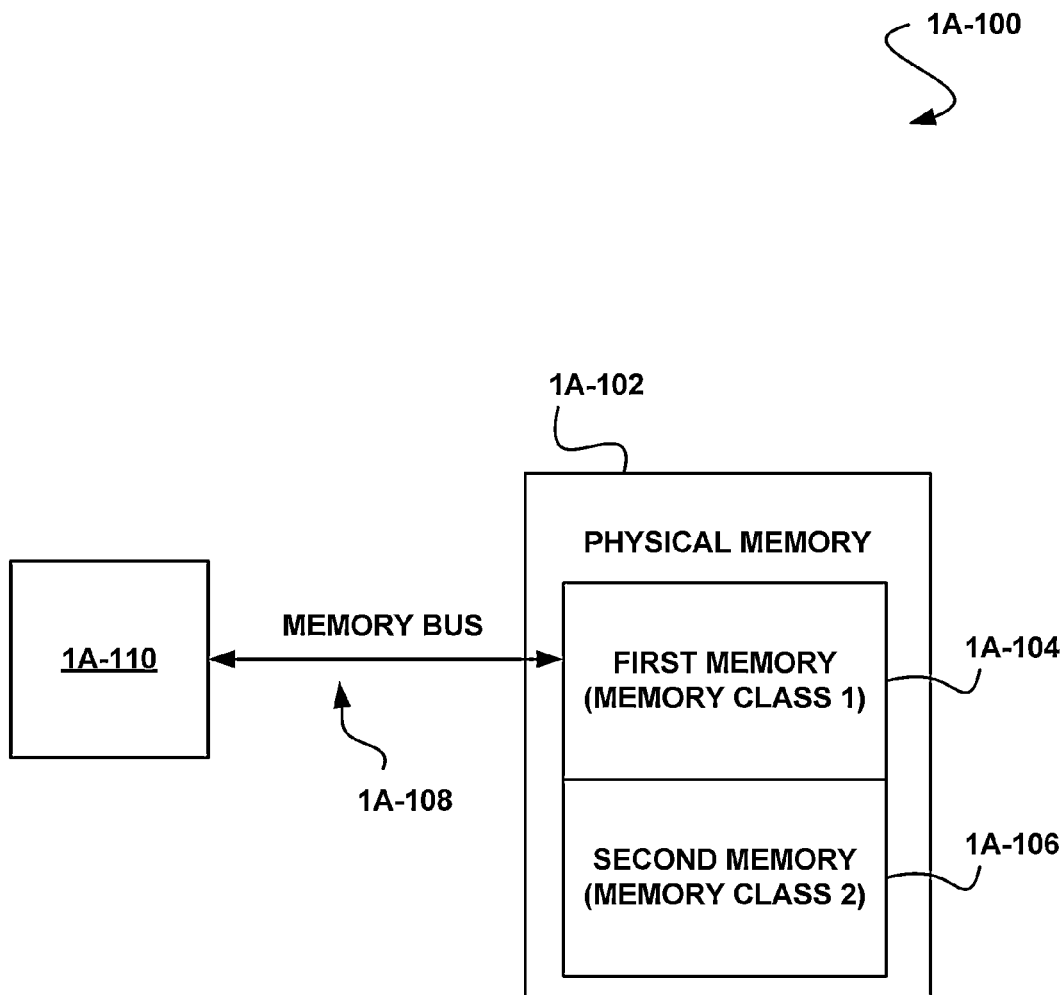 1A-100
1A-102
PHYSICAL MEMORY
MEMORY BUS
1A-110
FIRST MEMORY
(MEMORY CLASS 1)
1A-104
1A-108
SECOND MEMORY
(MEMORY CLASS 2)
1A-106